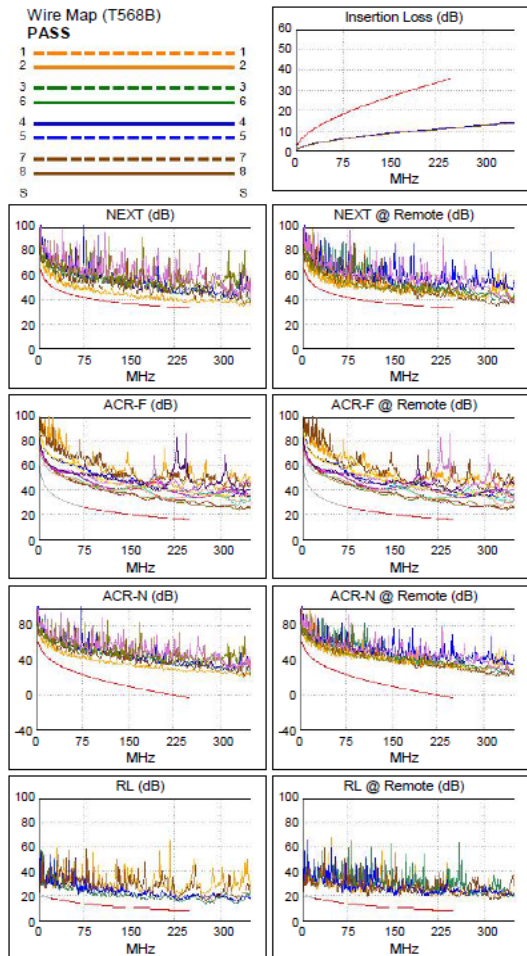 Wire Map (T568B)
PASS
1 1
2 2
3 3
6 6
4 4
5 5
7 7
8 8
S S
Insertion Loss (dB)
60
50
40
30
20
10
0
0 75 150 225 300
MHz
NEXT (dB)
100
80
60
40
20
0
0 75 150 225 300
MHz
NEXT @ Remote (dB)
100
80
60
40
20
0
0 75 150 225 300
MHz
ACR-F (dB)
100
80
60
40
20
0
0 75 150 225 300
MHz
ACR-F @ Remote (dB)
100
80
60
40
20
0
0 75 150 225 300
MHz
ACR-N (dB)
80
40
0
-40
0 75 150 225 300
MHz
ACR-N @ Remote (dB)
80
40
0
-40
0 75 150 225 300
MHz
RL (dB)
100
80
60
40
20
0
0 75 150 225 300
MHz
RL @ Remote (dB)
100
80
60
40
20
0
0 75 150 225 300
MHz